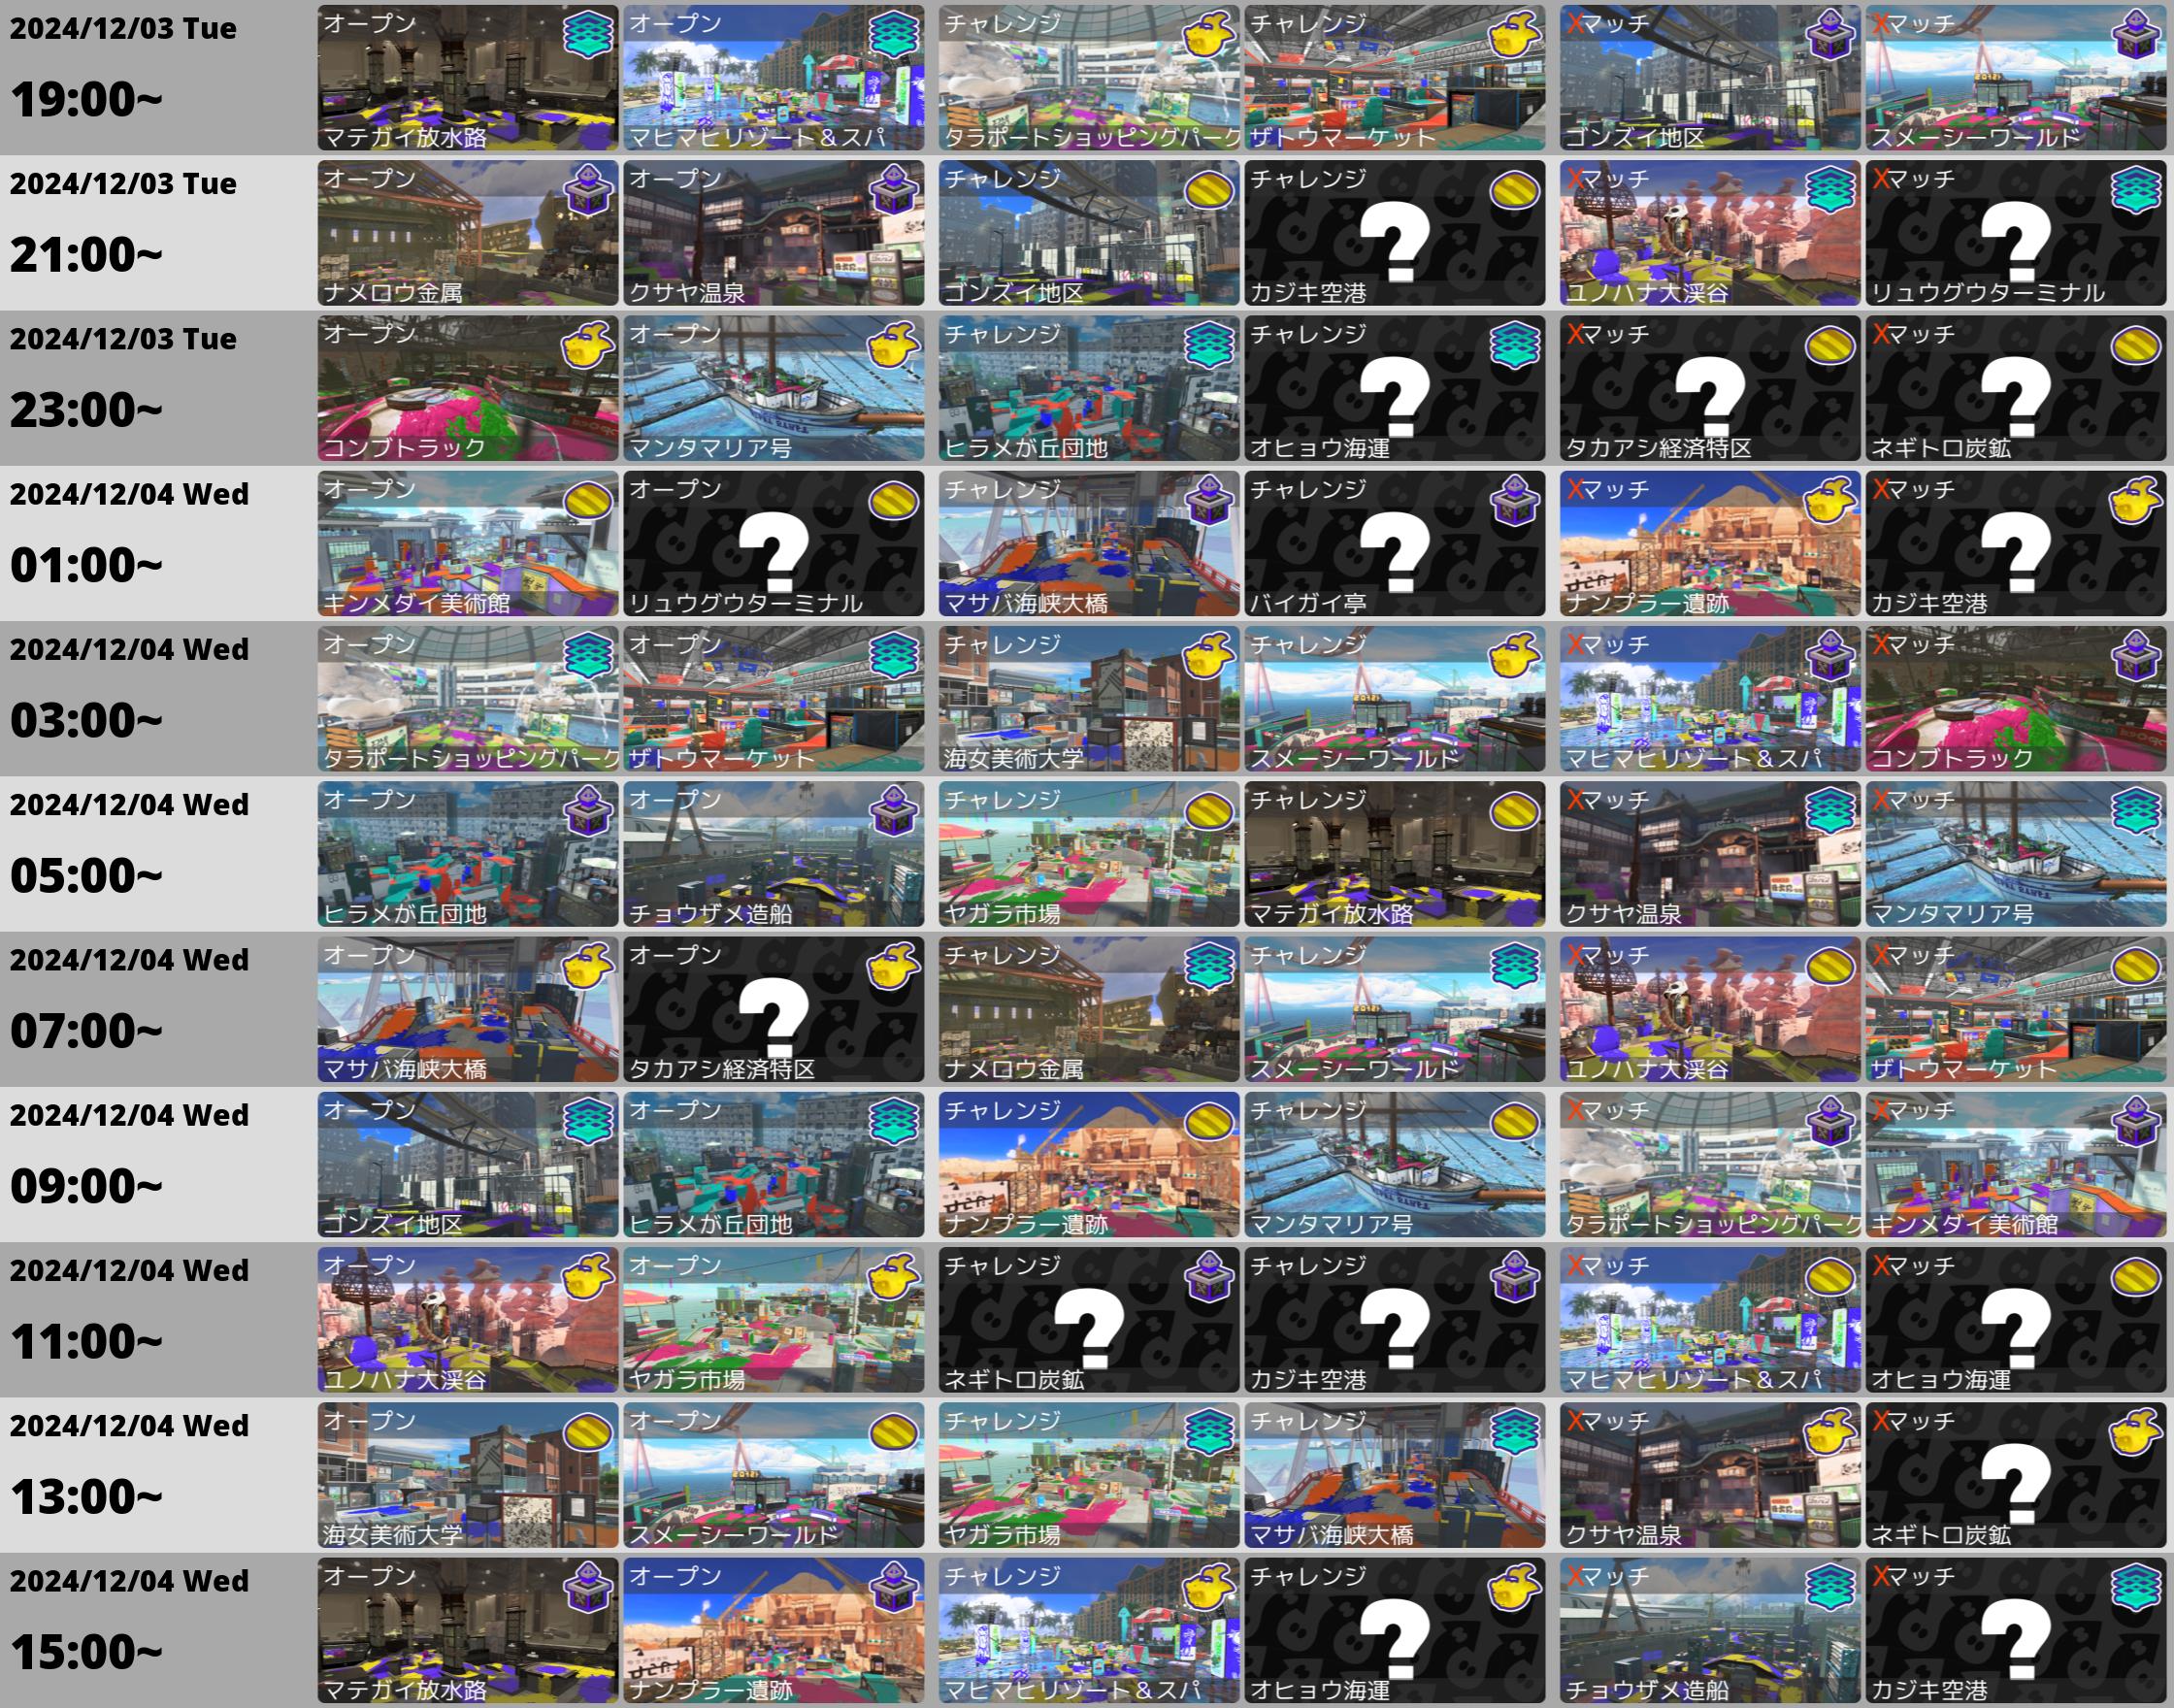 2024/12/03 Tue
19:00~
オープン
マテガイ放水路
オープン
マヒマヒリゾート＆スパ
チャレンジ
タラポートショッピングパーク
チャレンジ
ザトウマーケット
Xマッチ
ゴンズイ地区
Xマッチ
スメーシーワールド
2024/12/03 Tue
21:00~
オープン
ナメロウ金属
オープン
クサヤ温泉
チャレンジ
ゴンズイ地区
チャレンジ
?
カジキ空港
Xマッチ
ユノハナ大渓谷
Xマッチ
?
リュウグウターミナル
2024/12/03 Tue
23:00~
オープン
コンブトラック
オープン
マンタマリア号
チャレンジ
ヒラメが丘団地
チャレンジ
?
オヒョウ海運
Xマッチ
?
タカアシ経済特区
Xマッチ
?
ネギトロ炭鉱
2024/12/04 Wed
01:00~
オープン
キンメダイ美術館
オープン
?
リュウグウターミナル
チャレンジ
マサバ海峡大橋
チャレンジ
?
バイガイ亭
Xマッチ
ナンプラー遺跡
Xマッチ
?
カジキ空港
2024/12/04 Wed
03:00~
オープン
タラポートショッピングパーク
オープン
ザトウマーケット
チャレンジ
海女美術大学
チャレンジ
スメーシーワールド
Xマッチ
マヒマヒリゾート＆スパ
Xマッチ
コンブトラック
2024/12/04 Wed
05:00~
オープン
ヒラメが丘団地
オープン
チョウザメ造船
チャレンジ
ヤガラ市場
チャレンジ
マテガイ放水路
Xマッチ
クサヤ温泉
Xマッチ
マンタマリア号
2024/12/04 Wed
07:00~
オープン
マサバ海峡大橋
オープン
?
タカアシ経済特区
チャレンジ
ナメロウ金属
チャレンジ
スメーシーワールド
Xマッチ
ユノハナ大渓谷
Xマッチ
ザトウマーケット
2024/12/04 Wed
09:00~
オープン
ゴンズイ地区
オープン
ヒラメが丘団地
チャレンジ
ナンプラー遺跡
チャレンジ
マンタマリア号
Xマッチ
タラポートショッピングパーク
Xマッチ
キンメダイ美術館
2024/12/04 Wed
11:00~
オープン
ユノハナ大渓谷
オープン
ヤガラ市場
チャレンジ
?
ネギトロ炭鉱
チャレンジ
?
カジキ空港
Xマッチ
マヒマヒリゾート＆スパ
Xマッチ
?
オヒョウ海運
2024/12/04 Wed
13:00~
オープン
海女美術大学
オープン
スメーシーワールド
チャレンジ
ヤガラ市場
チャレンジ
マサバ海峡大橋
Xマッチ
クサヤ温泉
Xマッチ
?
ネギトロ炭鉱
2024/12/04 Wed
15:00~
オープン
マテガイ放水路
オープン
ナンプラー遺跡
チャレンジ
マヒマヒリゾート＆スパ
チャレンジ
?
オヒョウ海運
Xマッチ
チョウザメ造船
Xマッチ
?
カジキ空港